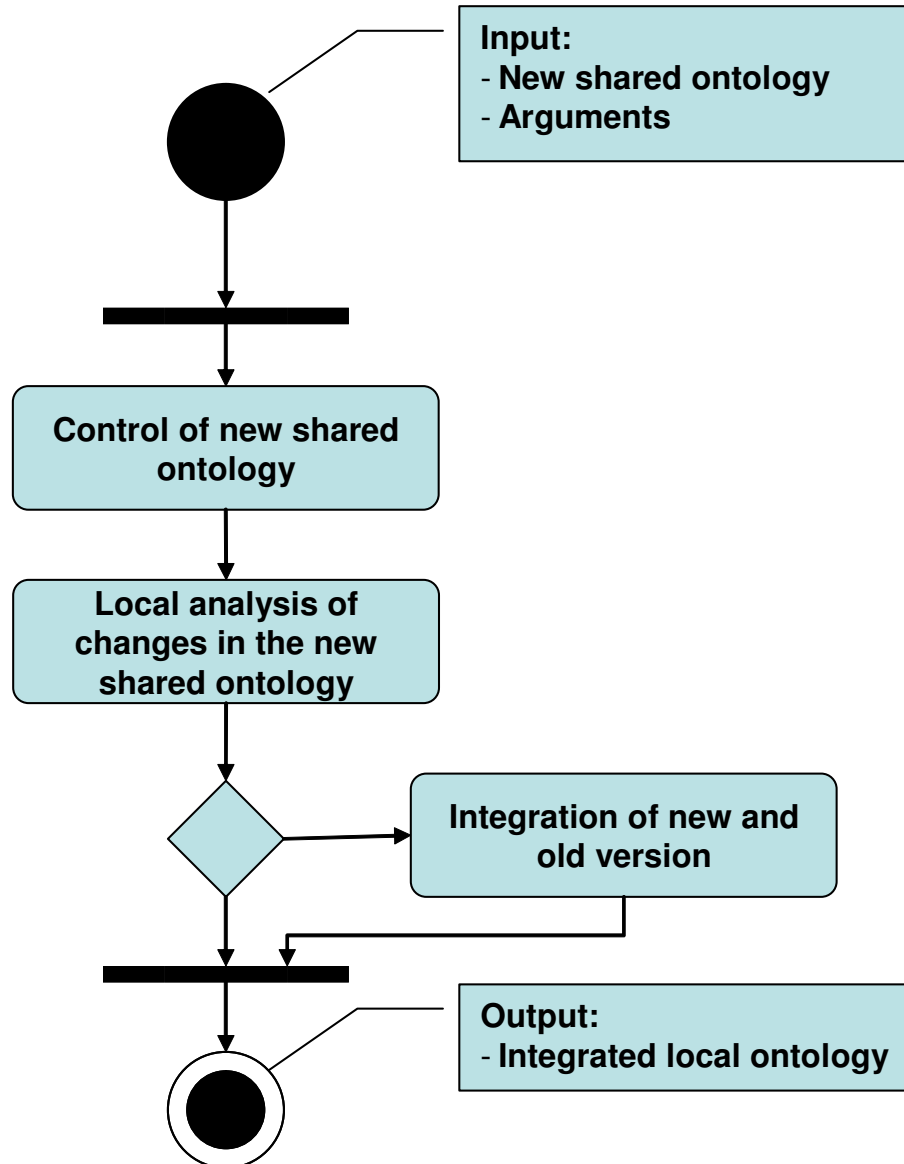 Input:
- New shared ontology
- Arguments
Control of new shared
ontology
Local analysis of
changes in the new
shared ontology
Integration of new and
old version
Output:
- Integrated local ontology